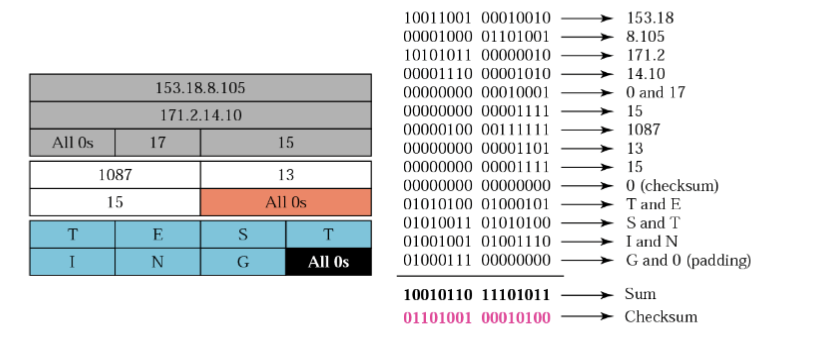 153.18.8.105
171.2.14.10
All 0s 17 15
1087 13
15 All 0s
T E S T
I N G All 0s
10011001 00010010 153.18
00001000 01101001 8.105
10101011 00000010 171.2
00001110 00001010 14.10
00000000 00010001 0 and 17
00000000 00001111 15
00000100 00111111 1087
00000000 00001101 13
00000000 00001111 15
00000000 00000000 0 (checksum)
01010100 01000101 T and E
01010011 01010100 S and T
01001001 01001110 I and N
01000111 00000000 G and 0 (padding)
10010110 11101011 Sum
01101001 00010100 Checksum